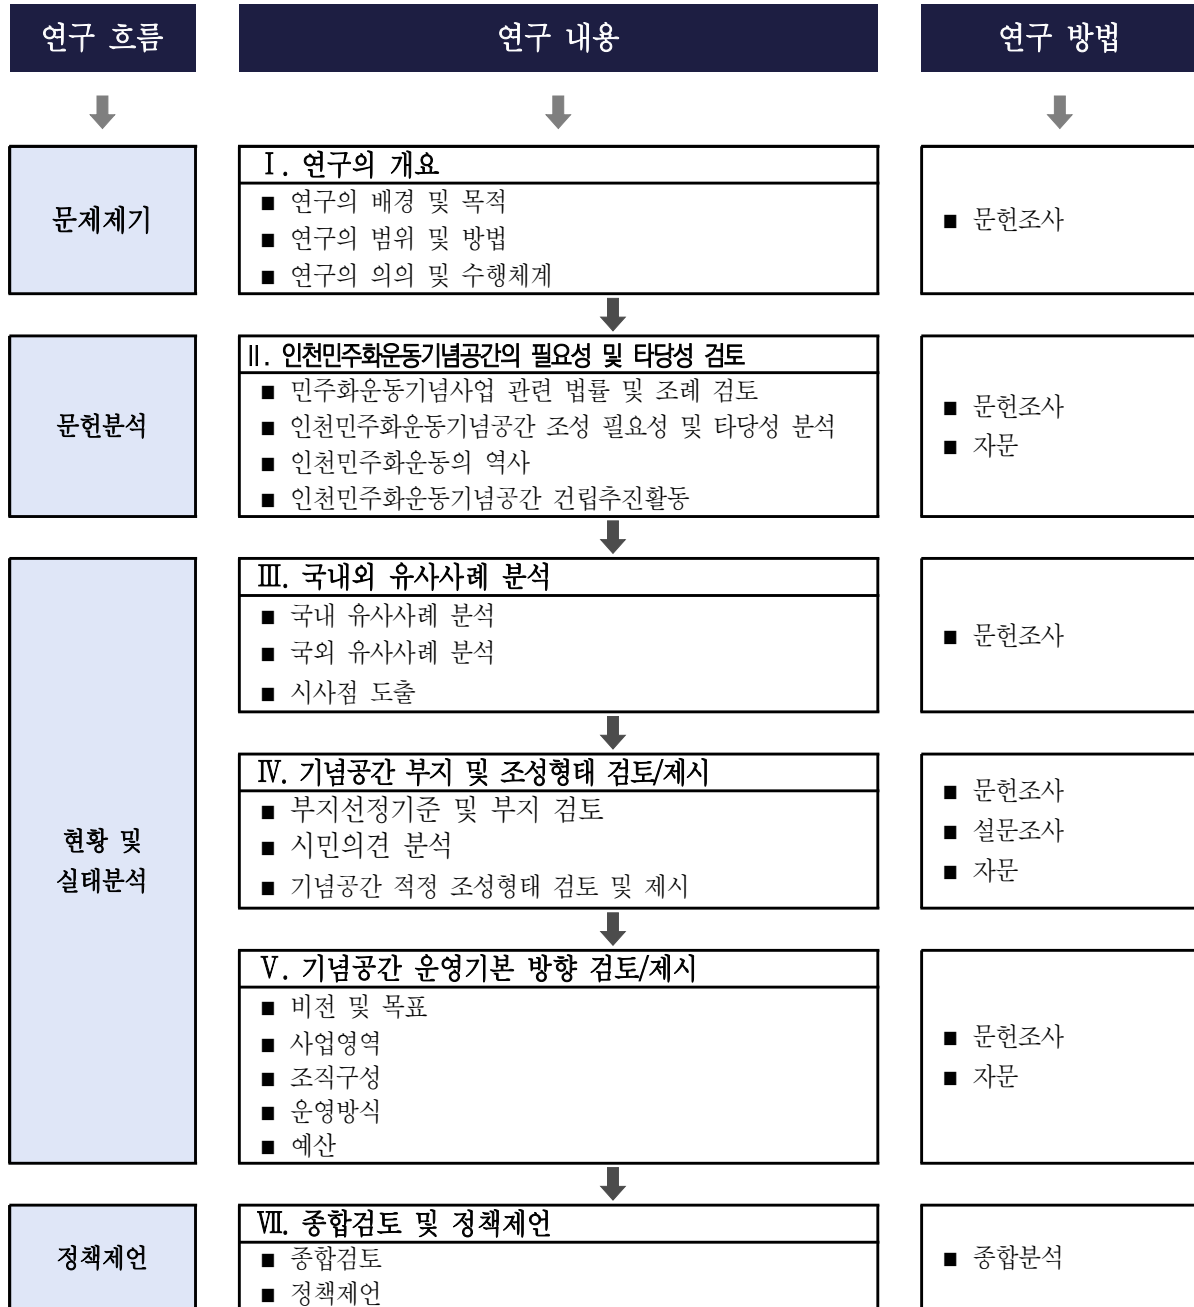 연구 흐름
연구 내용
연구 방법
문제제기
Ⅰ. 연구의 개요
■ 연구의 배경 및 목적
■ 연구의 범위 및 방법
■ 연구의 의의 및 수행체계
■ 문헌조사
문헌분석
Ⅱ. 인천민주화운동기념공간의 필요성 및 타당성 검토
■ 민주화운동기념사업 관련 법률 및 조례 검토
■ 인천민주화운동기념공간 조성 필요성 및 타당성 분석
■ 인천민주화운동의 역사
■ 인천민주화운동기념공간 건립추진활동
■ 문헌조사
■ 자문
현황 및
실태분석
Ⅲ. 국내외 유사사례 분석
■ 국내 유사사례 분석
■ 국외 유사사례 분석
■ 시사점 도출
■ 문헌조사
Ⅳ. 기념공간 부지 및 조성형태 검토/제시
■ 부지선정기준 및 부지 검토
■ 시민의견 분석
■ 기념공간 적정 조성형태 검토 및 제시
■ 문헌조사
■ 설문조사
■ 자문
Ⅴ. 기념공간 운영기본 방향 검토/제시
■ 비전 및 목표
■ 사업영역
■ 조직구성
■ 운영방식
■ 예산
■ 문헌조사
■ 자문
정책제언
Ⅶ. 종합검토 및 정책제언
■ 종합검토
■ 정책제언
■ 종합분석